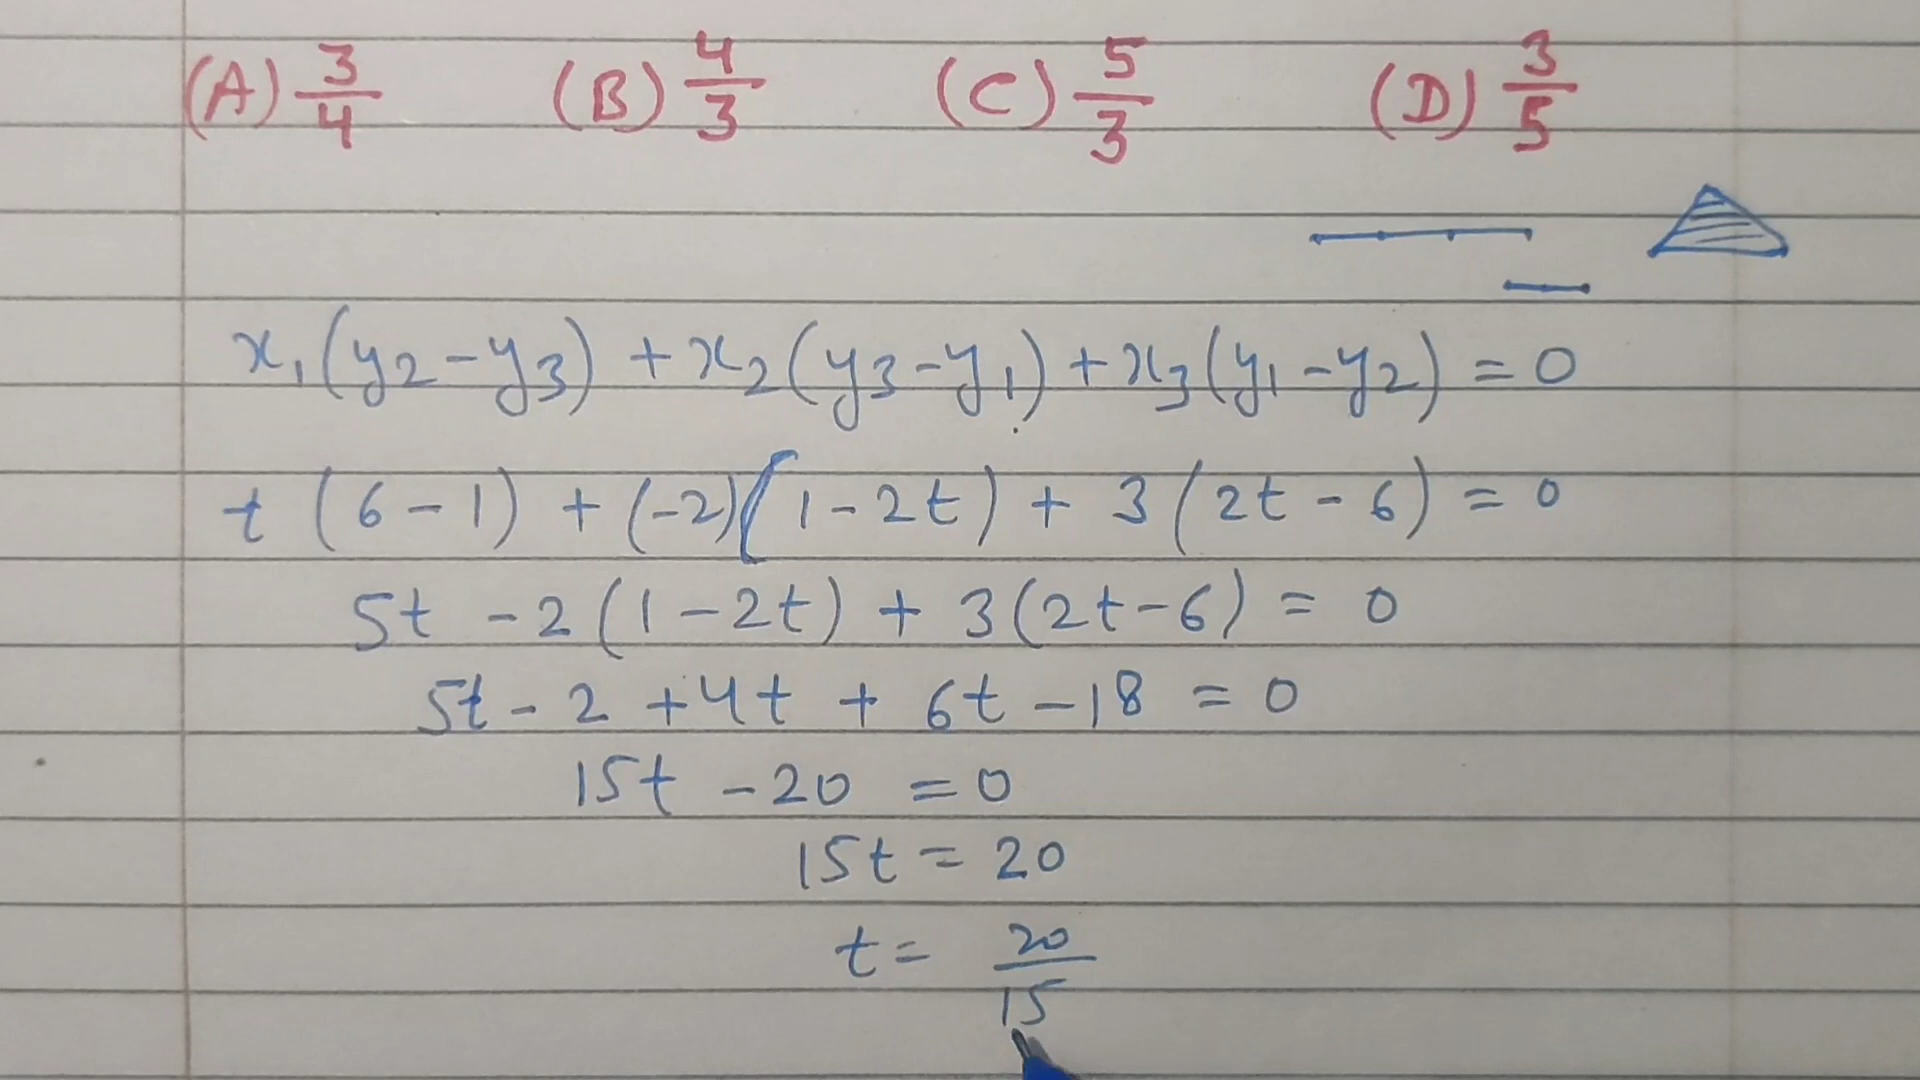 (A) 3/4 (B) 4/3 (C) 5/3 (D) 3/5
x₁(y₂-y₃) + x₂(y₃-y₁) + x₃(y₁-y₂) = 0
t (6-1) + (-2)(1-2t) + 3(2t-6) = 0
5t - 2(1-2t) + 3(2t-6) = 0
5t - 2 + 4t + 6t - 18 = 0
15t - 20 = 0
15t = 20
t = 20/15